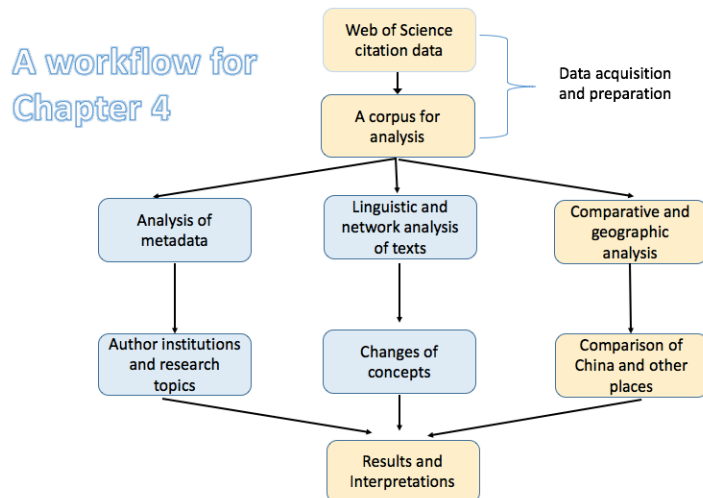 A workflow for
Chapter 4
Web of Science
citation data
Data acquisition
and preparation
A corpus for
analysis
Analysis of
metadata
Linguistic and
network analysis
of texts
Comparative and
geographic
analysis
Author institutions
and research
topics
Changes of
concepts
Comparison of
China and other
places
Results and
Interpretations